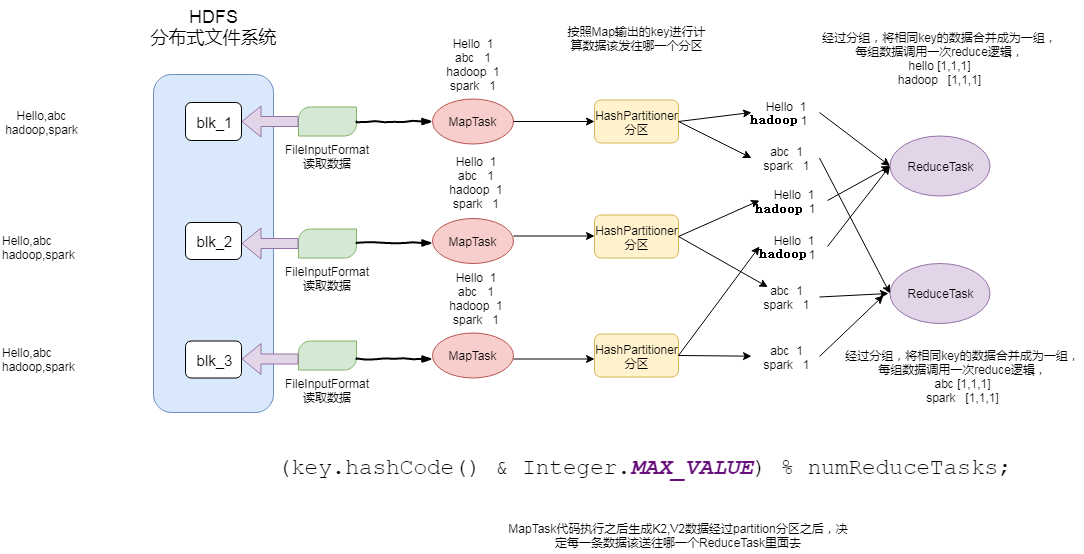 HDFS
分布式文件系统
按照Map输出的key进行计
算数据该发往哪一个分区
经过分组，将相同key的数据合并成为一组，
每组数据调用一次reduce逻辑，
hello [1,1,1]
hadoop [1,1,1]
Hello,abc
hadoop,spark
blk_1
FileInputFormat
读取数据
Hello 1
abc 1
hadoop 1
spark 1
MapTask
HashPartitioner
分区
Hello 1
hadoop 1
abc 1
spark 1
ReduceTask
Hello,abc
hadoop,spark
blk_2
FileInputFormat
读取数据
Hello 1
abc 1
hadoop 1
spark 1
MapTask
HashPartitioner
分区
Hello 1
hadoop 1
Hello 1
hadoop 1
abc 1
spark 1
ReduceTask
Hello,abc
hadoop,spark
blk_3
FileInputFormat
读取数据
Hello 1
abc 1
hadoop 1
spark 1
MapTask
HashPartitioner
分区
abc 1
spark 1
经过分组，将相同key的数据合并成为一组，
每组数据调用一次reduce逻辑，
abc [1,1,1]
spark [1,1,1]
(key.hashCode() & Integer.MAX_VALUE) % numReduceTasks;
MapTask代码执行之后生成K2,V2数据经过partition分区之后，决
定每一条数据该送往哪一个ReduceTask里面去